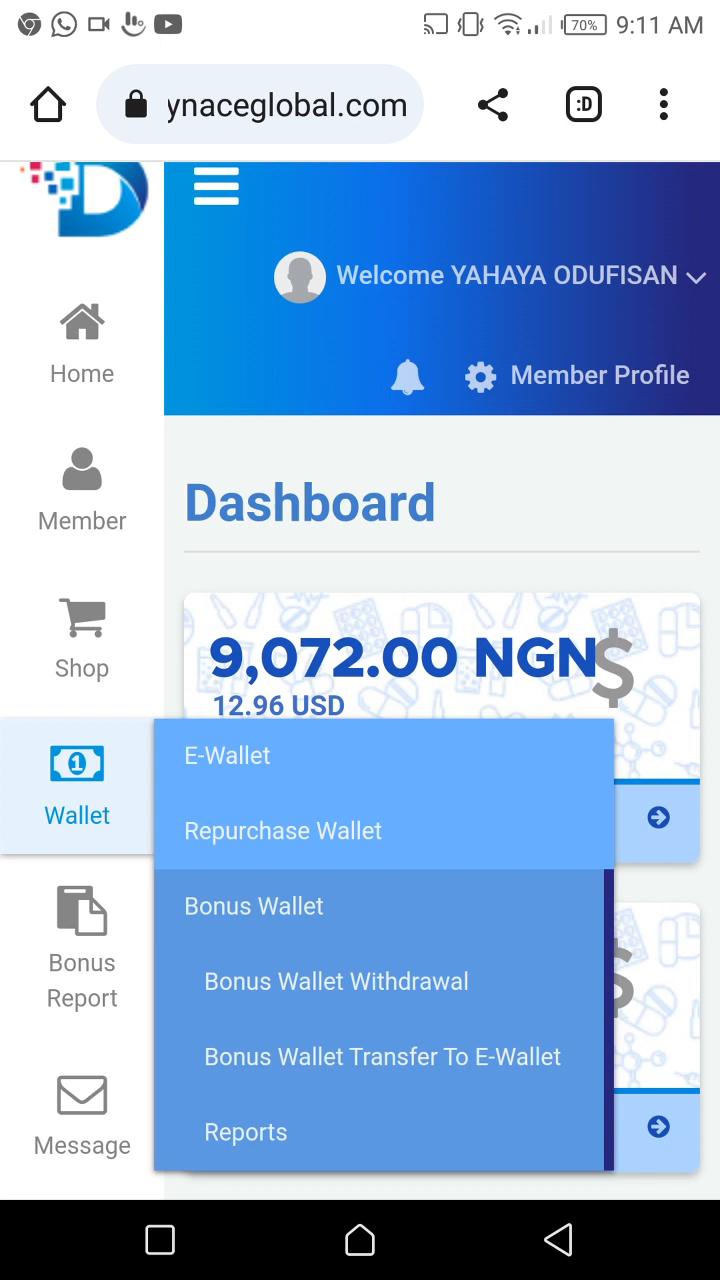 70%
9:11 AM
ynaceglobal.com
:D
D
Welcome YAHAYA ODUFISAN
Member Profile
Home
Member
Shop
Wallet
Bonus
Report
Message
Dashboard
9,072.00 NGN
$
12.96 USD
1
E-Wallet
Repurchase Wallet
Bonus Wallet
Bonus Wallet Withdrawal
Bonus Wallet Transfer To E-Wallet
Reports